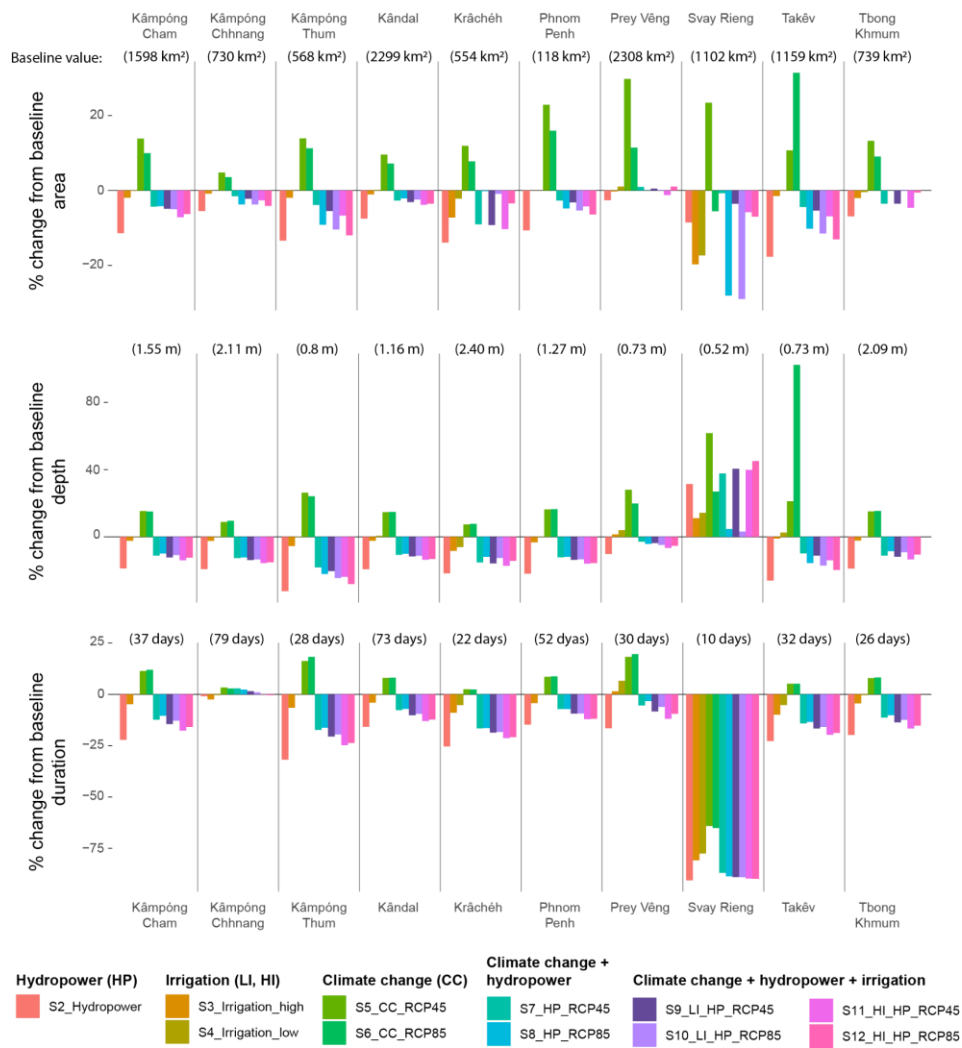 Kâmpóng Cham
Kâmpóng Chhnang
Kâmpóng Thum
Kândal
Krâchéh
Phnom Penh
Prey Vêng
Svay Rieng
Takêv
Tbong Khmum
Baseline value: (1598 km²) (730 km²) (568 km²) (2299 km²) (554 km²) (118 km²) (2308 km²) (1102 km²) (1159 km²) (739 km²)
% change from baseline
area
20
0
−20
(1.55 m) (2.11 m) (0.8 m) (1.16 m) (2.40 m) (1.27 m) (0.73 m) (0.52 m) (0.73 m) (2.09 m)
% change from baseline
depth
80
40
0
(37 days) (79 days) (28 days) (73 days) (22 days) (52 dyas) (30 days) (10 days) (32 days) (26 days)
% change from baseline
duration
25
0
−25
−50
−75
Kâmpóng Cham
Kâmpóng Chhnang
Kâmpóng Thum
Kândal
Krâchéh
Phnom Penh
Prey Vêng
Svay Rieng
Takêv
Tbong Khmum
Hydropower (HP)
S2_Hydropower
Irrigation (LI, HI)
S3_Irrigation_high
S4_Irrigation_low
Climate change (CC)
S5_CC_RCP45
S6_CC_RCP85
Climate change +
hydropower
S7_HP_RCP45
S8_HP_RCP85
Climate change + hydropower + irrigation
S9_LI_HP_RCP45
S10_LI_HP_RCP85
S11_HI_HP_RCP45
S12_HI_HP_RCP85